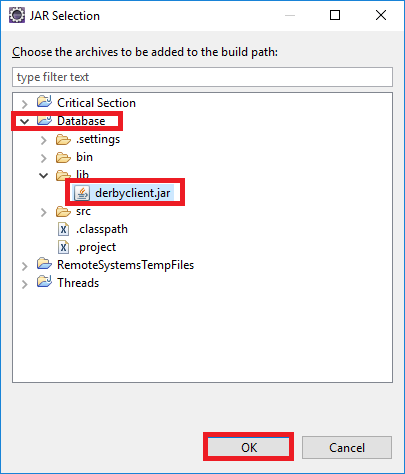 JAR Selection
Choose the archives to be added to the build path:
type filter text
Critical Section
Database
.settings
bin
lib
derbyclient.jar
src
.classpath
.project
RemoteSystemsTempFiles
Threads
OK
Cancel